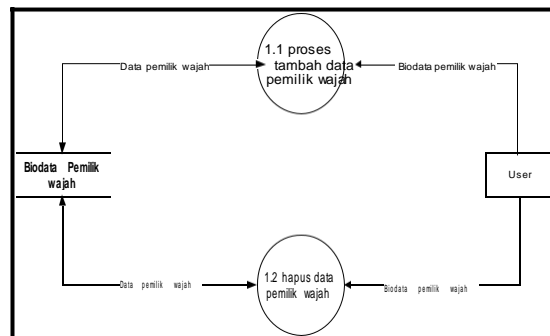 1.1 proses
tambah data
pemilik wajah
Data pemilik wajah
Biodata pemilik wajah
Biodata Pemilik
wajah
User
1.2 hapus data
pemilik wajah
Data pemilik wajah
Biodata pemilik wajah